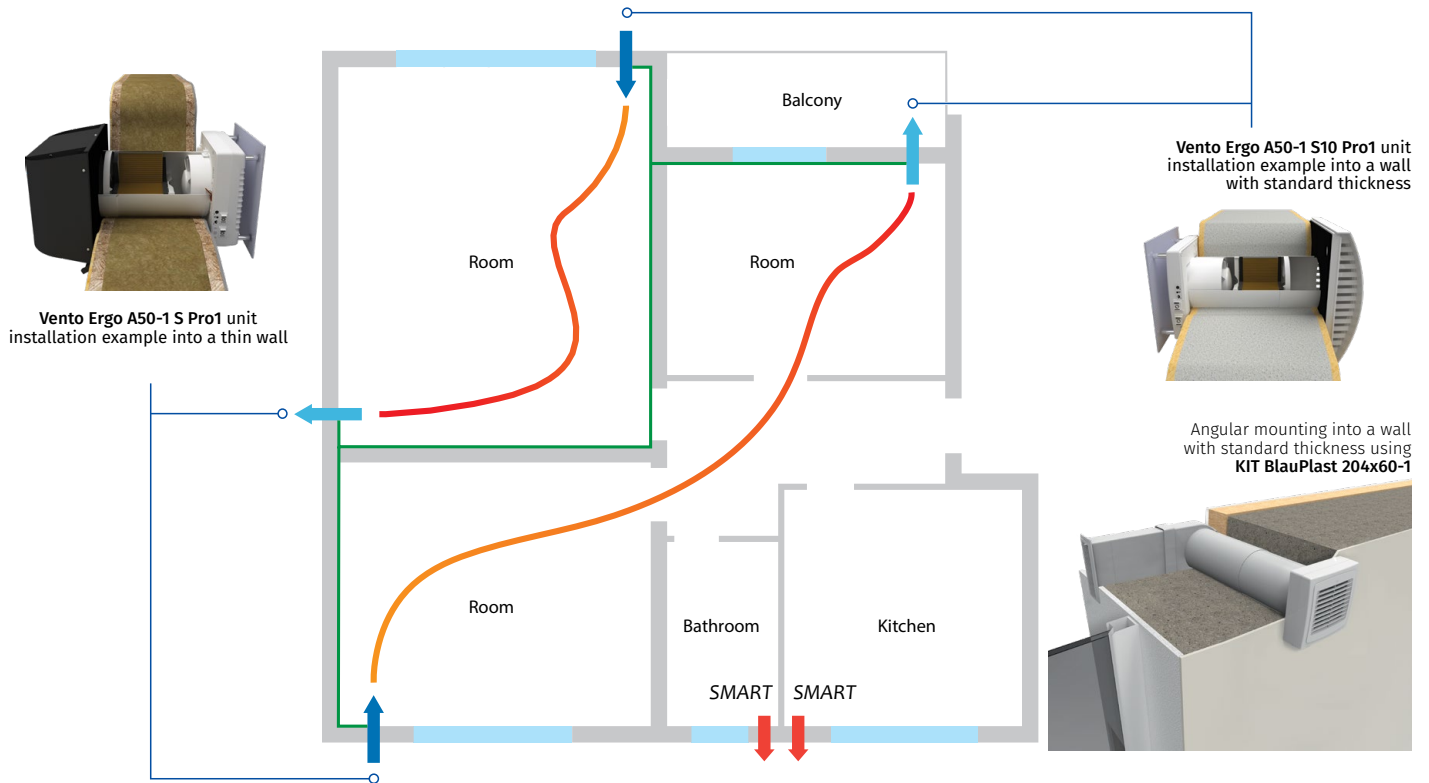 Balcony
Vento Ergo A50-1 S10 Pro1 unit
installation example into a wall
with standard thickness
Room
Room
Vento Ergo A50-1 S Pro1 unit
installation example into a thin wall
Angular mounting into a wall
with standard thickness using
KIT BlauPlast 204x60-1
Room
Bathroom
Kitchen
SMART
SMART